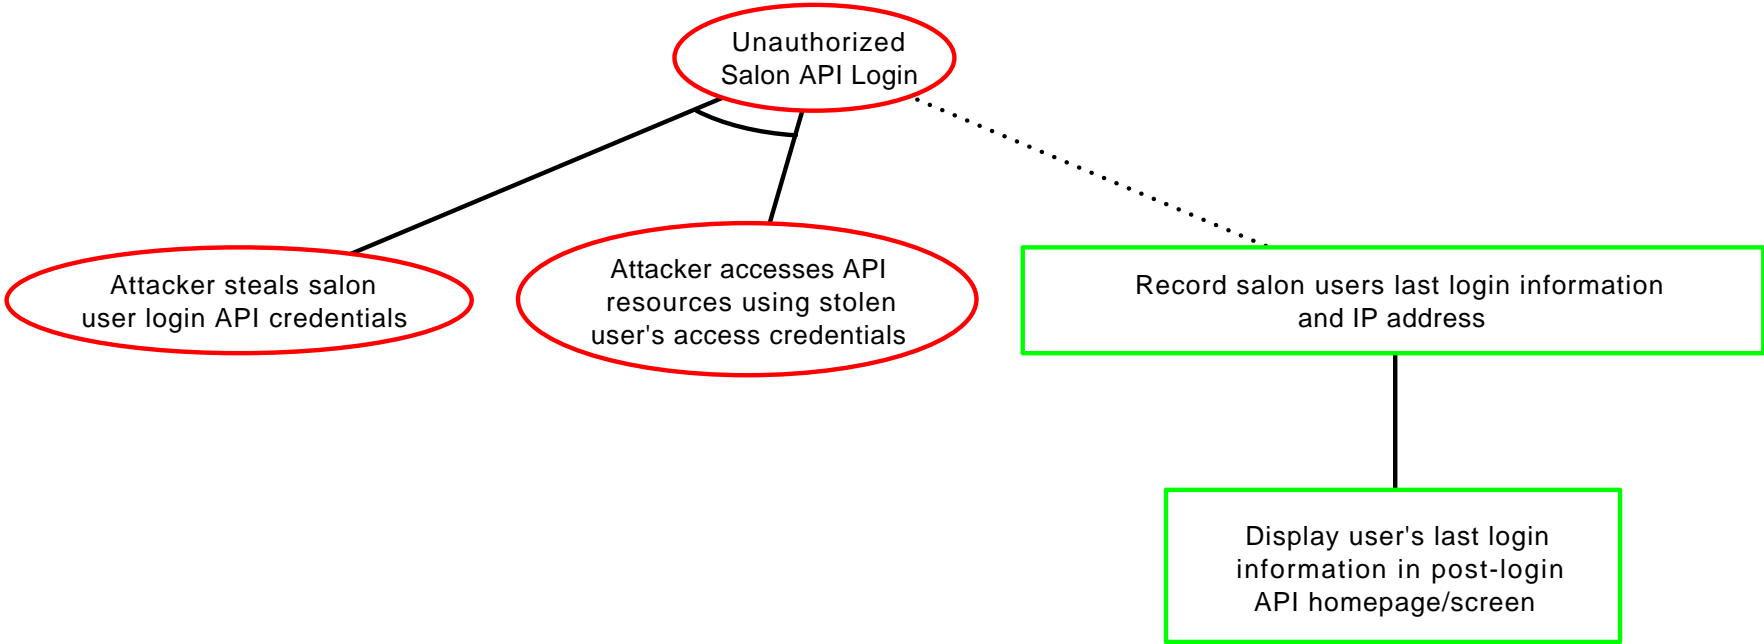 Unauthorized
Salon API Login
Attacker steals salon
user login API credentials
Attacker accesses API
resources using stolen
user's access credentials
Record salon users last login information
and IP address
Display user's last login
information in post-login
API homepage/screen